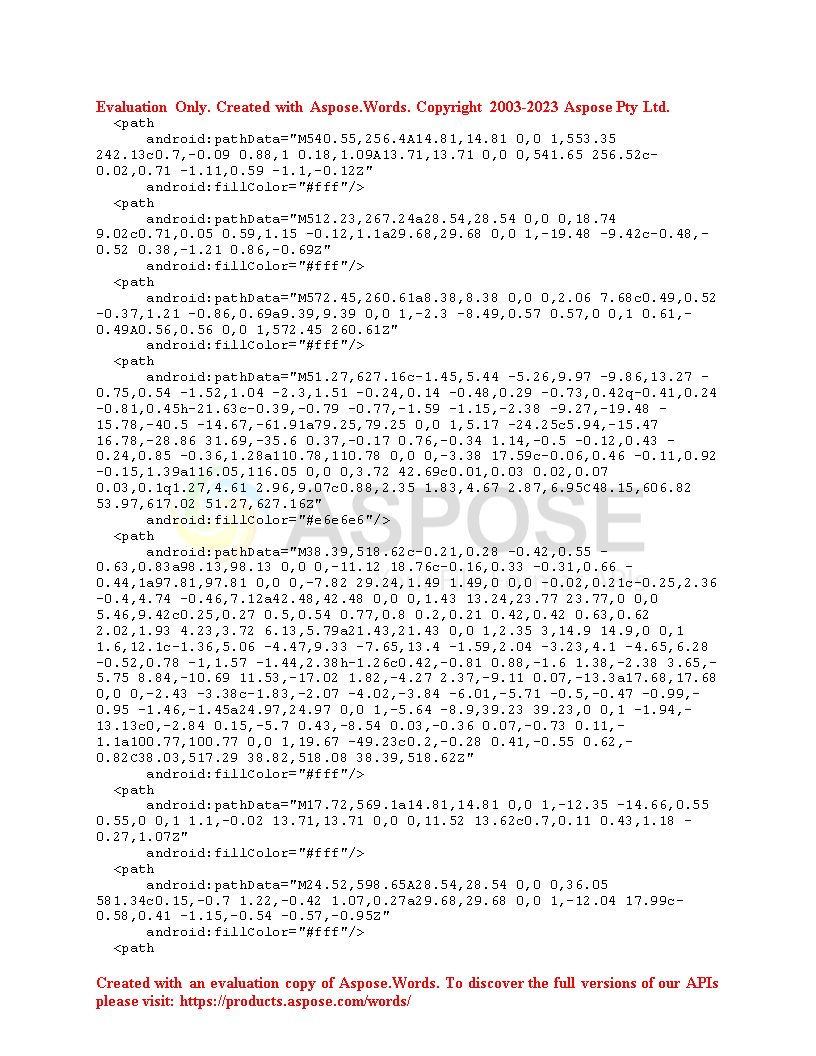 Evaluation Only. Created with Aspose.Words. Copyright 2003-2023 Aspose Pty Ltd.
<path
android:pathData="M540.55,256.4A14.81,14.81 0,0 1,553.35
242.13c0.7,-0.09 0.88,1 0.18,1.09A13.71,13.71 0,0 0,541.65 256.52c-
0.02,0.71 -1.11,0.59 -1.1,-0.12Z"
android:fillColor="#fff"/>
<path
android:pathData="M512.23,267.24a28.54,28.54 0,0 0,18.74
9.02c0.71,0.05 0.59,1.15 -0.12,1.1a29.68,29.68 0,0 1,-19.48 -9.42c-0.48,-
0.52 0.38,-1.21 0.86,-0.69Z"
android:fillColor="#fff"/>
<path
android:pathData="M572.45,260.61a8.38,8.38 0,0 0,2.06 7.68c0.49,0.52
-0.37,1.21 -0.86,0.69a9.39,9.39 0,0 1,-2.3 -8.49,0.57 0.57,0 0,1 0.61,-
0.49A0.56,0.56 0,0 1,572.45 260.61Z"
android:fillColor="#fff"/>
<path
android:pathData="M51.27,627.16c-1.45,5.44 -5.26,9.97 -9.86,13.27 -
0.75,0.54 -1.52,1.04 -2.3,1.51 -0.24,0.14 -0.48,0.29 -0.73,0.42q-0.41,0.24
-0.81,0.45h-21.63c-0.39,-0.79 -0.77,-1.59 -1.15,-2.38 -9.27,-19.48 -
15.78,-40.5 -14.67,-61.91a79.25,79.25 0,0 1,5.17 -24.25c5.94,-15.47
16.78,-28.86 31.69,-35.6 0.37,-0.17 0.76,-0.34 1.14,-0.5 -0.12,0.43 -
0.24,0.85 -0.36,1.28a110.78,110.78 0,0 0,-3.38 17.59c-0.06,0.46 -0.11,0.92
-0.15,1.39a116.05,116.05 0,0 0,3.72 42.69c0.01,0.03 0.02,0.07
0.03,0.1q1.27,4.61 2.96,9.07c0.88,2.35 1.83,4.67 2.87,6.95C48.15,606.82
53.97,617.02 51.27,627.16Z"
android:fillColor="#e6e6e6"/>
<path
android:pathData="M38.39,518.62c-0.21,0.28 -0.42,0.55 -
0.63,0.83a98.13,98.13 0,0 0,-11.12 18.76c-0.16,0.33 -0.31,0.66 -
0.44,1a97.81,97.81 0,0 0,-7.82 29.24,1.49 1.49,0 0,0 -0.02,0.21c-0.25,2.36
-0.4,4.74 -0.46,7.12a42.48,42.48 0,0 0,1.43 13.24,23.77 23.77,0 0,0
5.46,9.42c0.25,0.27 0.5,0.54 0.77,0.8 0.2,0.21 0.42,0.42 0.63,0.62
2.02,1.93 4.23,3.72 6.13,5.79a21.43,21.43 0,0 1,2.35 3,14.9 14.9,0 0,1
1.6,12.1c-1.36,5.06 -4.47,9.33 -7.65,13.4 -1.59,2.04 -3.23,4.1 -4.65,6.28
-0.52,0.78 -1,1.57 -1.44,2.38h-1.26c0.42,-0.81 0.88,-1.6 1.38,-2.38 3.65,-
5.75 8.84,-10.69 11.53,-17.02 1.82,-4.27 2.37,-9.11 0.07,-13.3a17.68,17.68
0,0 0,-2.43 -3.38c-1.83,-2.07 -4.02,-3.84 -6.01,-5.71 -0.5,-0.47 -0.99,-
0.95 -1.46,-1.45a24.97,24.97 0,0 1,-5.64 -8.9,39.23 39.23,0 0,1 -1.94,-
13.13c0,-2.84 0.15,-5.7 0.43,-8.54 0.03,-0.36 0.07,-0.73 0.11,-
1.1a100.77,100.77 0,0 1,19.67 -49.23c0.2,-0.28 0.41,-0.55 0.62,-
0.82C38.03,517.29 38.82,518.08 38.39,518.62Z"
android:fillColor="#fff"/>
<path
android:pathData="M17.72,569.1a14.81,14.81 0,0 1,-12.35 -14.66,0.55
0.55,0 0,1 1.1,-0.02 13.71,13.71 0,0 0,11.52 13.62c0.7,0.11 0.43,1.18 -
0.27,1.07Z"
android:fillColor="#fff"/>
<path
android:pathData="M24.52,598.65A28.54,28.54 0,0 0,36.05
581.34c0.15,-0.7 1.22,-0.42 1.07,0.27a29.68,29.68 0,0 1,-12.04 17.99c-
0.58,0.41 -1.15,-0.54 -0.57,-0.95Z"
android:fillColor="#fff"/>
<path
ASPOSE
Created with an evaluation copy of Aspose.Words. To discover the full versions of our APIs
please visit: https://products.aspose.com/words/